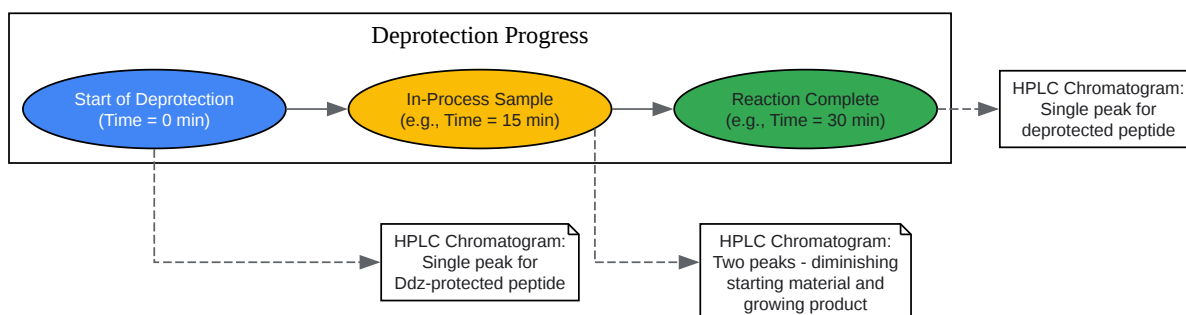 Deprotection Progress
Start of Deprotection
(Time = 0 min)
In-Process Sample
(e.g., Time = 15 min)
Reaction Complete
(e.g., Time = 30 min)
HPLC Chromatogram:
Single peak for
deprotected peptide
HPLC Chromatogram:
Single peak for
Ddz-protected peptide
HPLC Chromatogram:
Two peaks - diminishing
starting material and
growing product